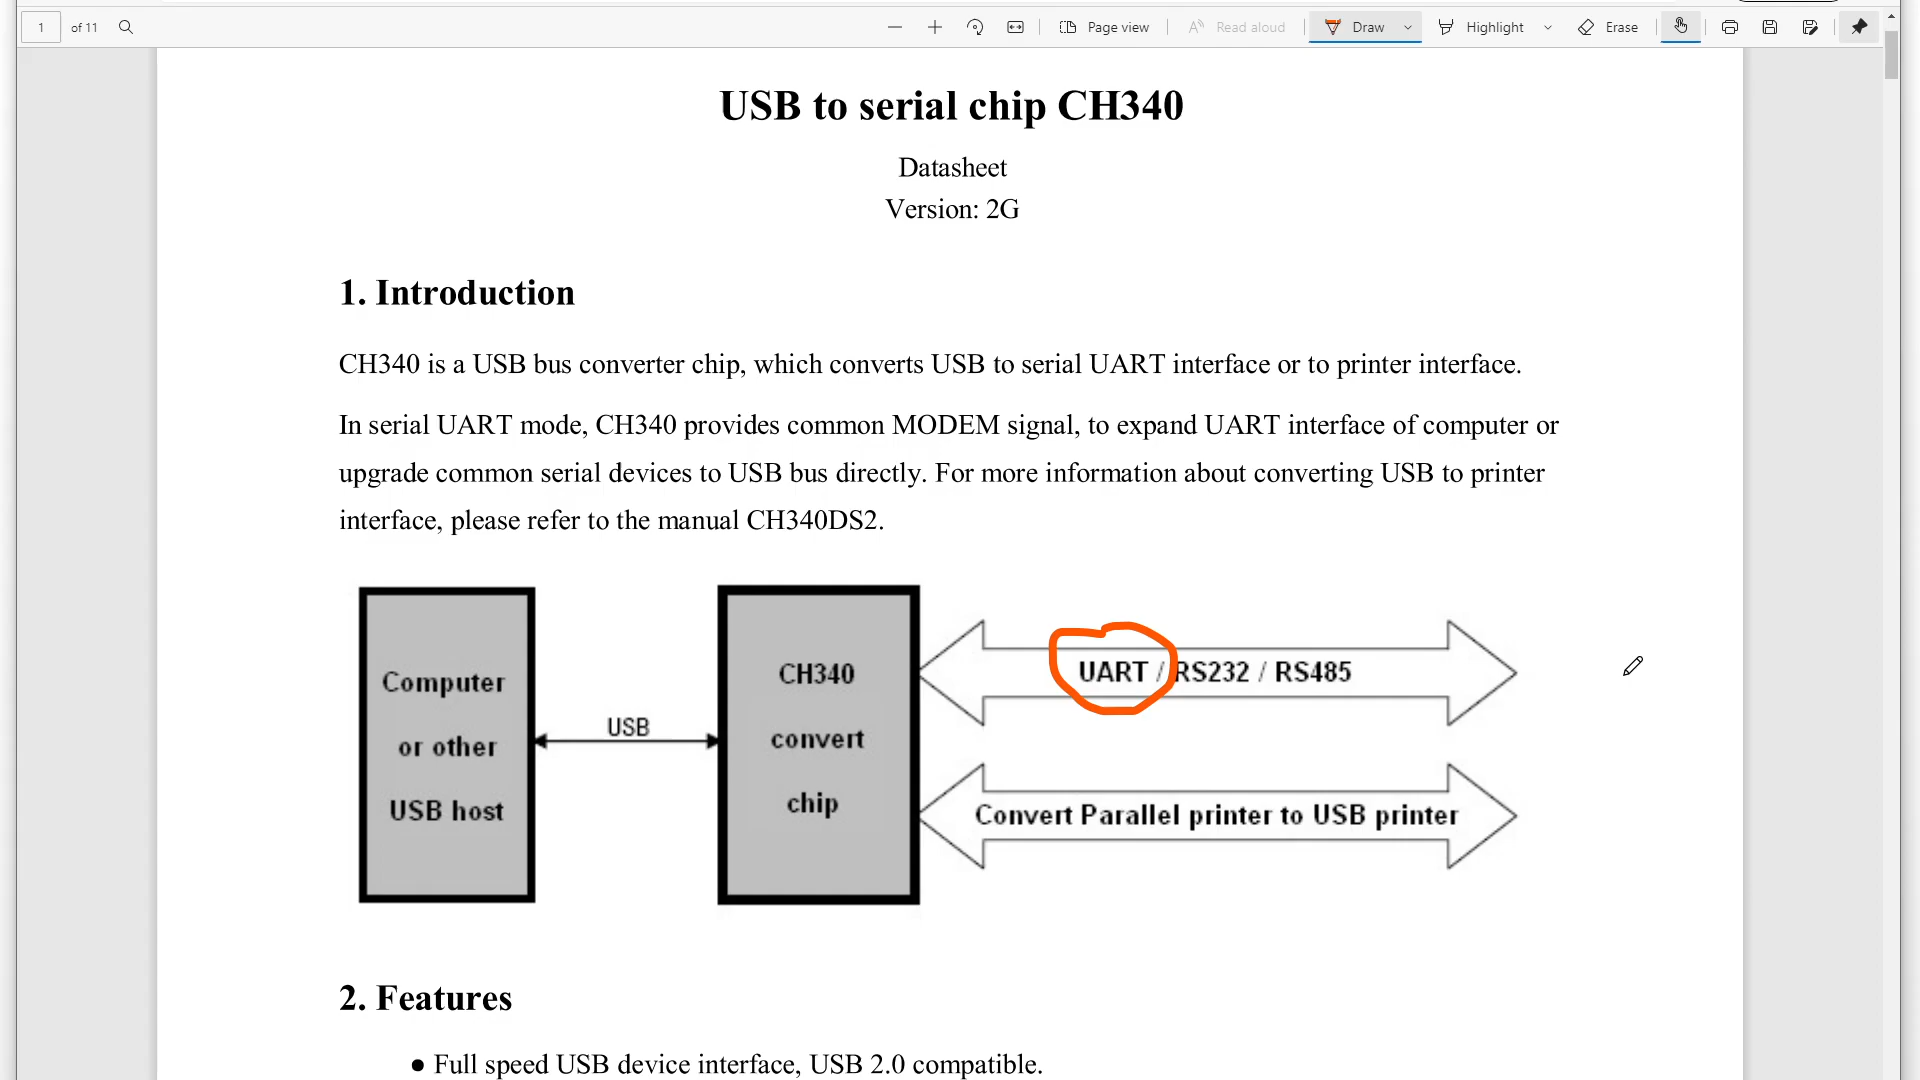 1 of 11 Page view Read aloud Draw Highlight Erase
USB to serial chip CH340
Datasheet
Version: 2G
1. Introduction
CH340 is a USB bus converter chip, which converts USB to serial UART interface or to printer interface.
In serial UART mode, CH340 provides common MODEM signal, to expand UART interface of computer or
upgrade common serial devices to USB bus directly. For more information about converting USB to printer
interface, please refer to the manual CH340DS2.
Computer
or other
USB host
USB
CH340
convert
chip
UART / RS232 / RS485
Convert Parallel printer to USB printer
2. Features
● Full speed USB device interface, USB 2.0 compatible.